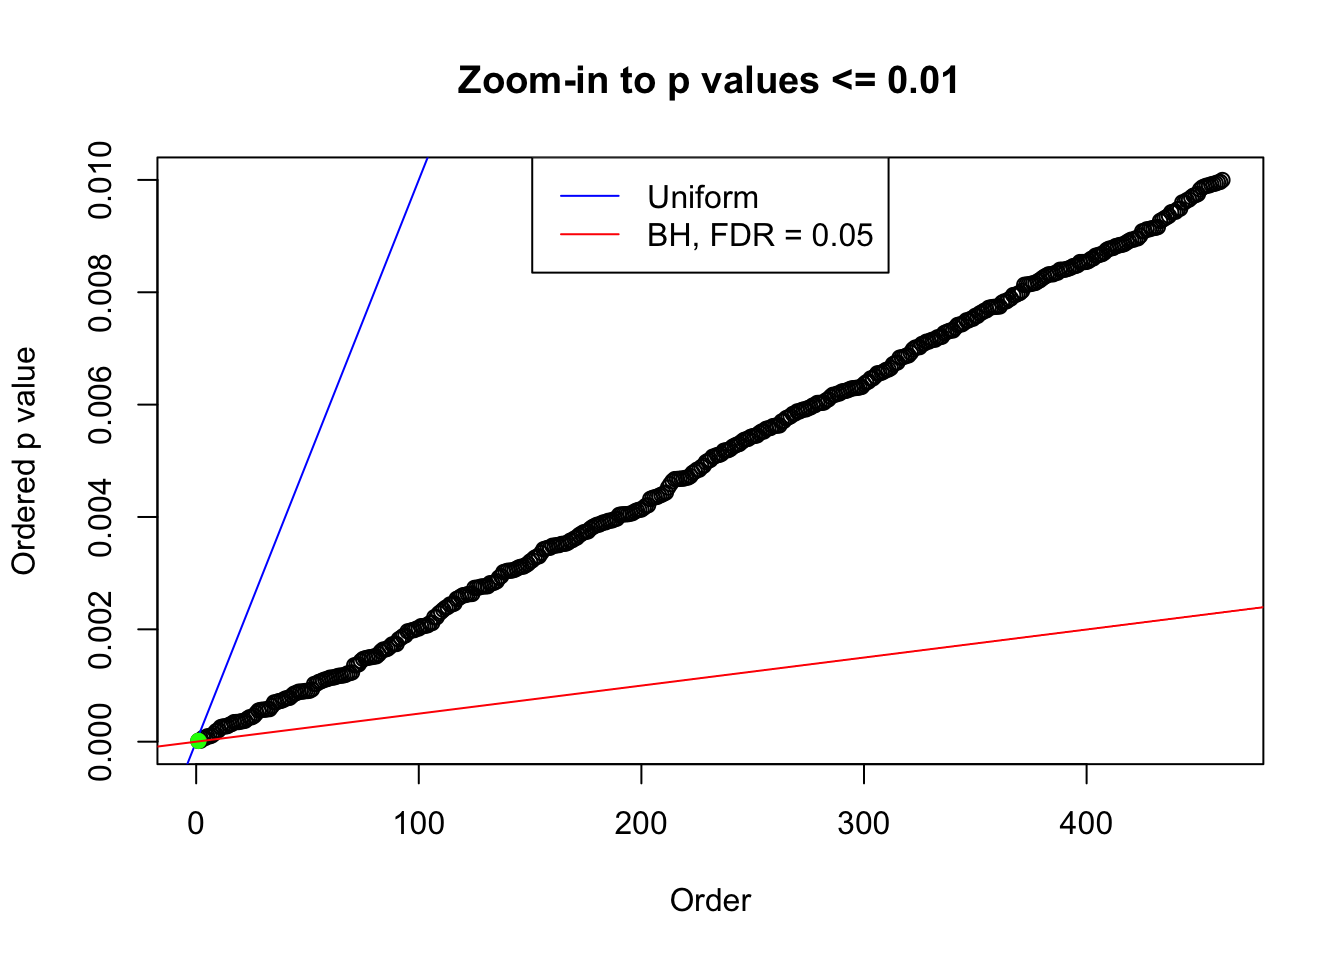 Zoom-in to p values <= 0.01
Uniform
BH, FDR = 0.05
Ordered p value
0.010
0.008
0.006
0.004
0.002
0.000
0 100 200 300 400
Order